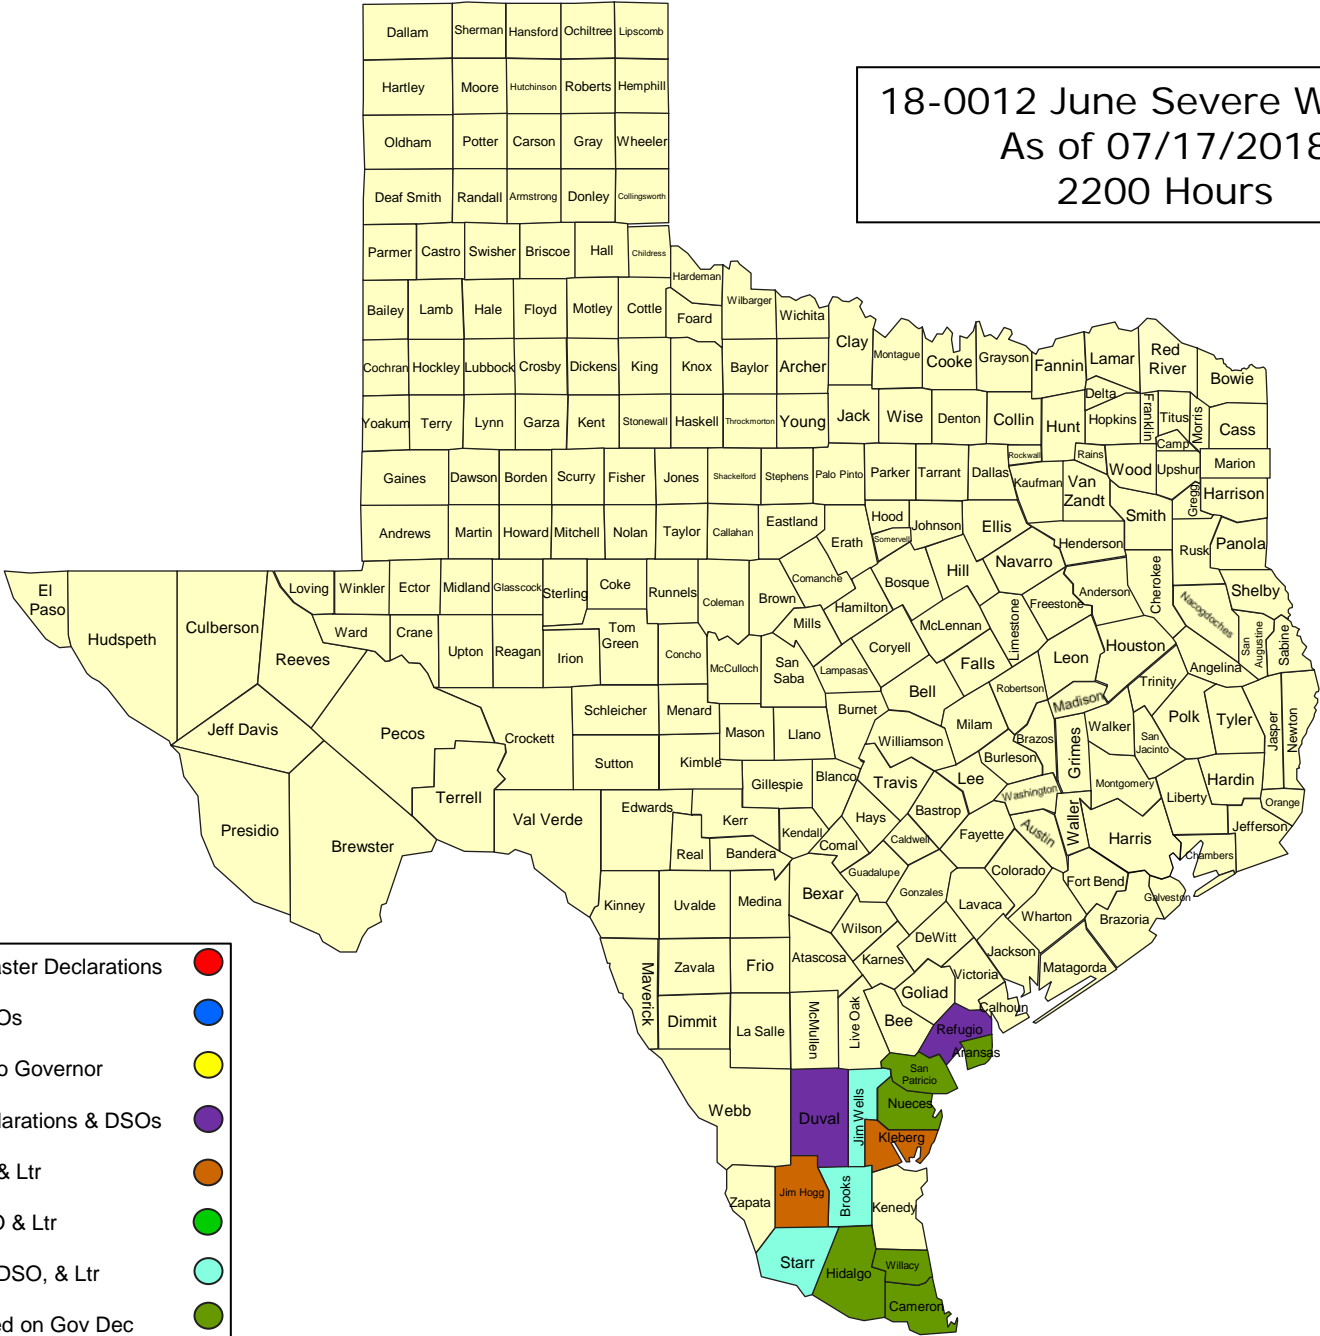 Dallam Sherman Hansford Ochiltree Lipscomb
Hartley Moore Hutchinson Roberts Hemphill
18-0012 June Severe W
As of 07/17/2018
2200 Hours
Oldham Potter Carson Gray Wheeler
Deaf Smith Randall Armstrong Donley Collingsworth
Parmer Castro Swisher Briscoe Hall Childress
Hardeman
Bailey Lamb Hale Floyd Motley Cottle Foard Wilbarger Wichita
Clay Montague Cooke Grayson Fannin Lamar Red
River Bowie
Cochran Hockley Lubbock Crosby Dickens King Knox Baylor Archer
Delta
Yoakum Terry Lynn Garza Kent Stonewall Haskell Throckmorton Young Jack Wise Denton Collin Hunt Hopkins Franklin Titus Morris Cass
Camp
Rockwall Rains
Gaines Dawson Borden Scurry Fisher Jones Shackelford Stephens Palo Pinto Parker Tarrant Dallas Kaufman Van
Zandt Wood Upshur Marion
Gregg Harrison
Andrews Martin Howard Mitchell Nolan Taylor Callahan Eastland Erath Hood Somervell Johnson Ellis Henderson Smith Rusk Panola
El
Paso Hudspeth Culberson Loving Winkler Ector Midland Glasscock Sterling Coke Runnels Coleman Brown Comanche Hamilton Bosque Hill Navarro Freestone Anderson Cherokee Nacogdoches Shelby
Reeves Ward Crane Upton Reagan Irion Tom
Green Concho McCulloch San
Saba Mills Lampasas Coryell McLennan Limestone Falls Leon Houston Angelina San
Augustine Sabine
Jeff Davis Pecos Crockett Schleicher Menard Mason Llano Burnet Bell Milam Robertson Madison Trinity
Williamson Brazos Grimes Walker San
Jacinto Polk Tyler Jasper Newton
Terrell Sutton Kimble Gillespie Blanco Travis Lee Burleson Washington Montgomery Liberty Hardin Orange
Presidio Brewster Val Verde Edwards Kerr Kendall Hays Bastrop Caldwell Fayette Austin Waller Harris Jefferson
Real Bandera Comal Guadalupe Colorado Chambers
Kinney Uvalde Medina Bexar Gonzales Lavaca Wharton Fort Bend Brazoria Galveston
Wilson DeWitt Jackson
Maverick Zavala Frio Atascosa Karnes Victoria Matagorda
Dimmit La Salle McMullen Live Oak Bee Goliad Calhoun
Refugio
Aransas
San
Patricio
Webb Duval Jim Wells Nueces
Kleberg
Zapata Jim Hogg Brooks Kenedy
Starr Hidalgo Willacy
Cameron
aster Declarations
Os
o Governor
larations & DSOs
& Ltr
O & Ltr
DSO, & Ltr
ed on Gov Dec